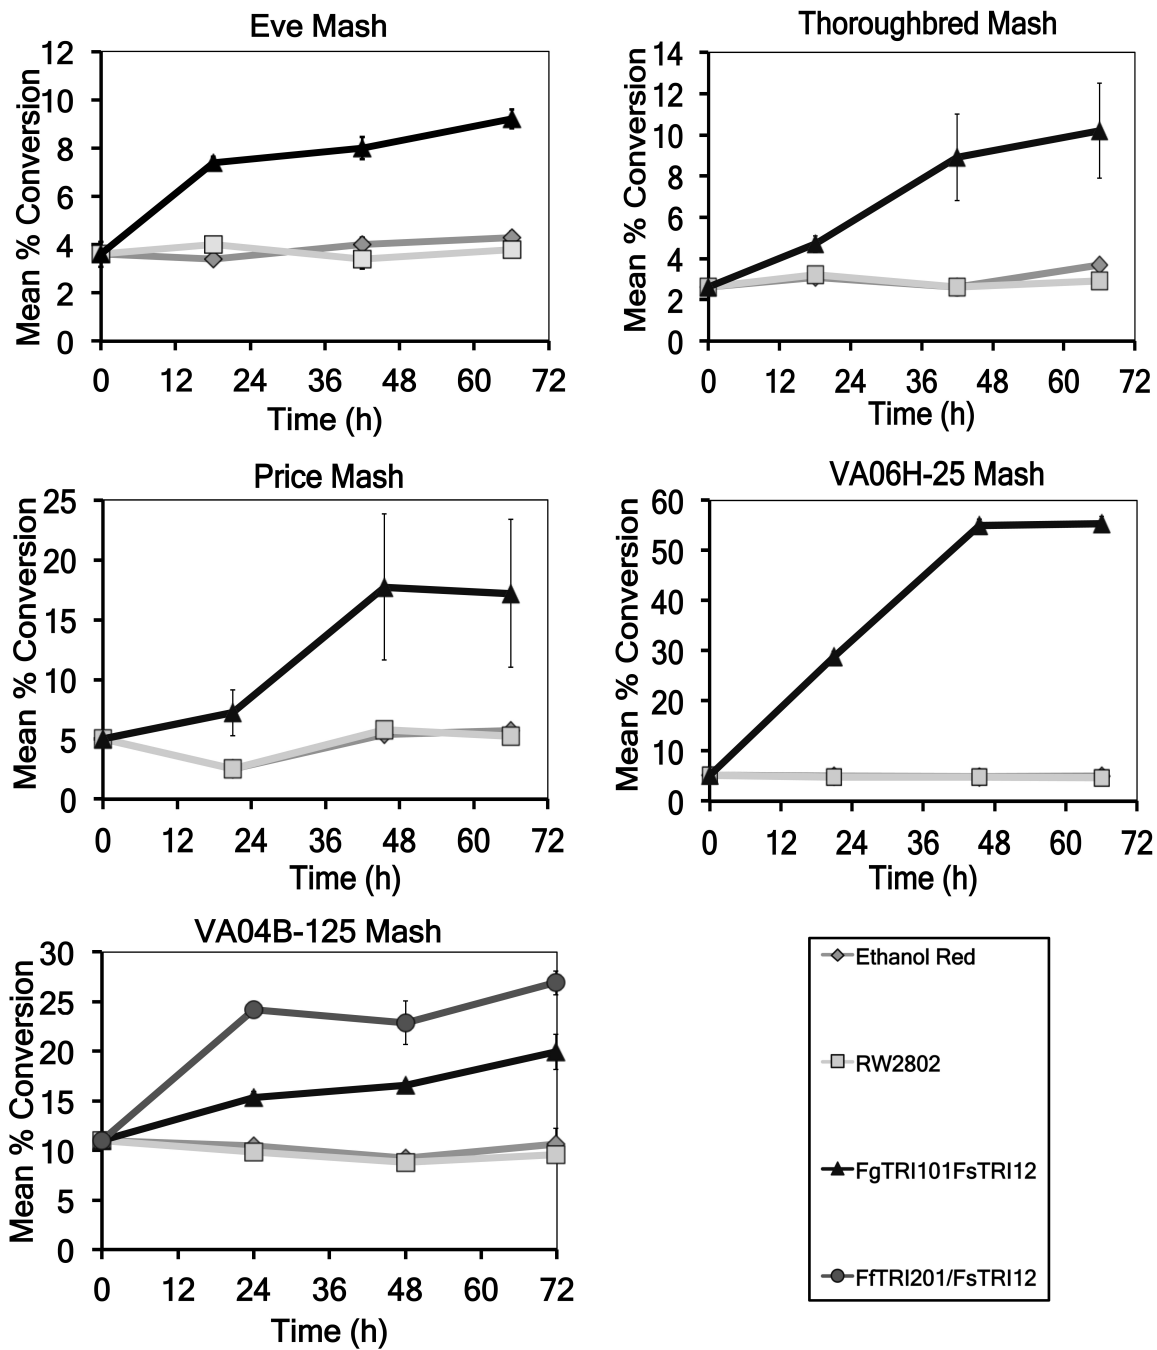 Eve Mash
Mean % Conversion
12
10
8
6
4
2
0
0 12 24 36 48 60 72
Time (h)
Thoroughbred Mash
Mean % Conversion
14
12
10
8
6
4
2
0
0 12 24 36 48 60 72
Time (h)
Price Mash
Mean % Conversion
25
20
15
10
5
0
0 12 24 36 48 60 72
Time (h)
VA06H-25 Mash
Mean % Conversion
60
50
40
30
20
10
0
0 12 24 36 48 60 72
Time (h)
VA04B-125 Mash
Mean % Conversion
30
25
20
15
10
5
0
0 12 24 36 48 60 72
Time (h)
Ethanol Red
RW2802
FgTRI101FsTRI12
FfTRI201/FsTRI12